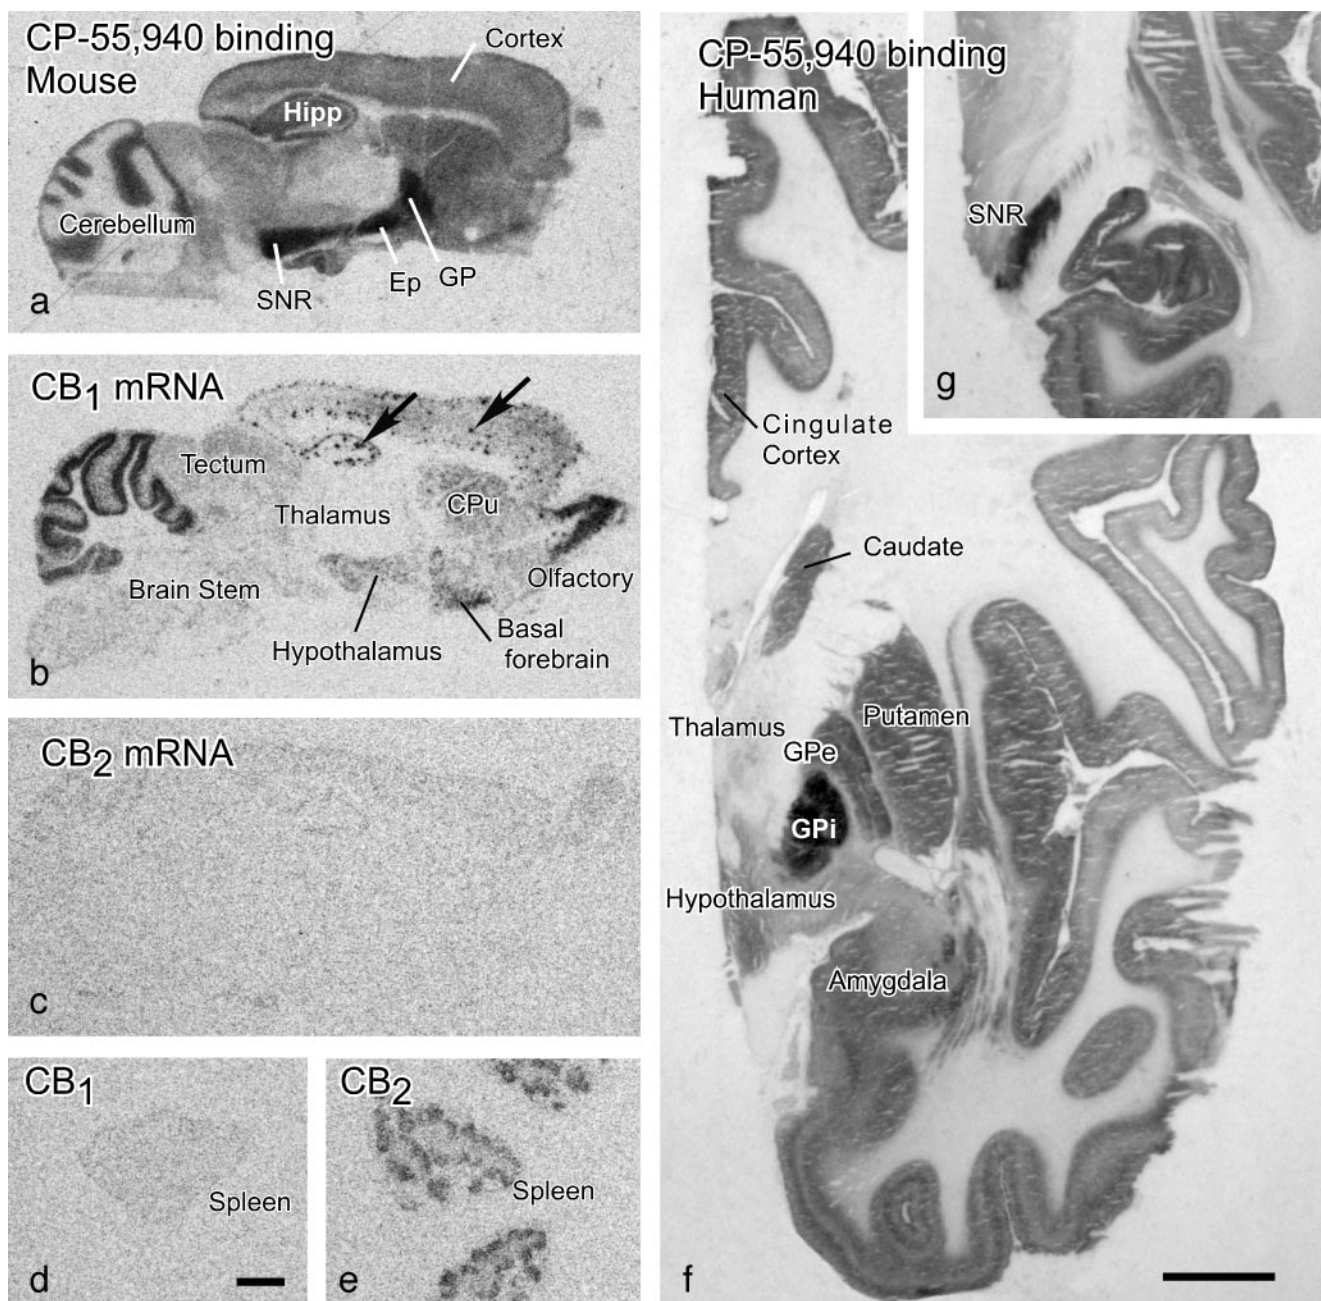 CP-55,940 binding
Mouse
Cortex
Hipp
Cerebellum
SNR
Ep
GP
a
CB1 mRNA
Tectum
Thalamus
CPu
Brain Stem
Olfactory
Hypothalamus
Basal
forebrain
b
CB2 mRNA
c
CB1
Spleen
d
CB2
Spleen
e
CP-55,940 binding
Human
SNR
g
Cingulate
Cortex
Caudate
Thalamus
Putamen
GPe
GPi
Hypothalamus
Amygdala
f